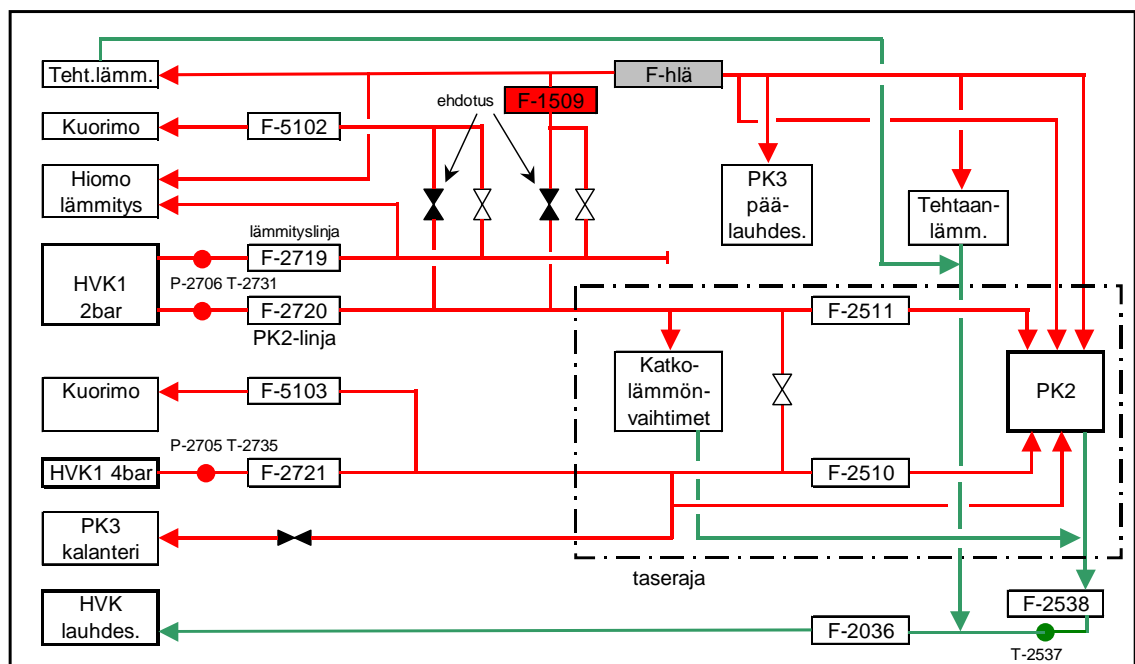 Teht.lämm.
F-hlä
ehdotus
F-1509
Kuorimo
F-5102
Hiomo
lämmitys
PK3
pää-
lauhdes.
Tehtaan-
lämm.
lämmityslinja
F-2719
HVK1
2bar
P-2706 T-2731
F-2720
PK2-linja
F-2511
Katko-
lämmön-
vaihtimet
PK2
Kuorimo
F-5103
P-2705 T-2735
HVK1 4bar
F-2721
F-2510
PK3
kalanteri
taseraja
HVK
lauhdes.
F-2538
F-2036
T-2537